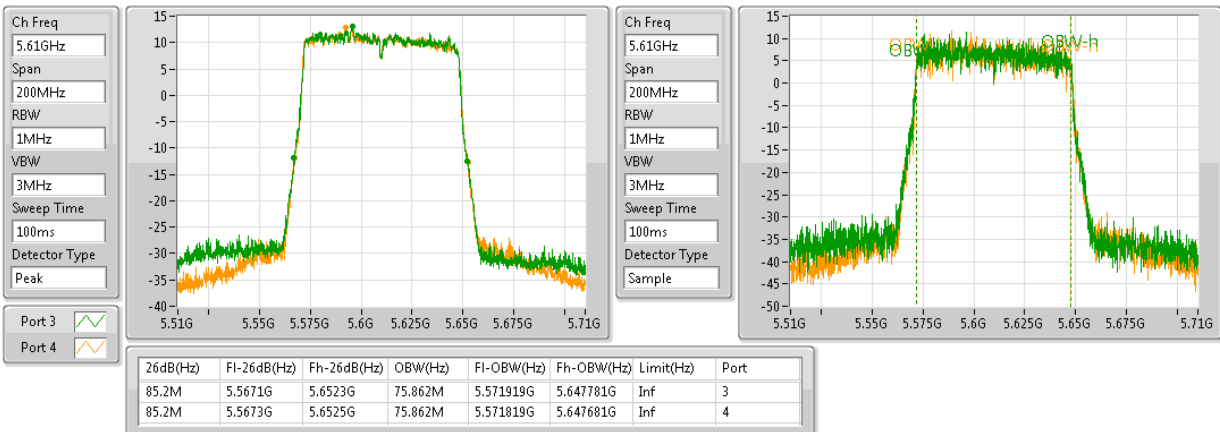 Ch Freq
5.61GHz
Span
200MHz
RBW
1MHz
VBW
3MHz
Sweep Time
100ms
Detector Type
Peak
Port 3
Port 4
15
10
5
0
-5
-10
-15
-20
-25
-30
-35
-40
5.51G 5.55G 5.575G 5.6G 5.625G 5.65G 5.675G 5.71G
Ch Freq
5.61GHz
Span
200MHz
RBW
1MHz
VBW
3MHz
Sweep Time
100ms
Detector Type
Sample
15
10
5
0
-5
-10
-15
-20
-25
-30
-35
-40
-45
-50
OBW-h
5.51G 5.55G 5.575G 5.6G 5.625G 5.65G 5.675G 5.71G
26dB(Hz) Fl-26dB(Hz) Fh-26dB(Hz) OBW(Hz) Fl-OBW(Hz) Fh-OBW(Hz) Limit(Hz) Port
85.2M 5.5671G 5.6523G 75.862M 5.571919G 5.647781G Inf 3
85.2M 5.5673G 5.6525G 75.862M 5.571819G 5.647681G Inf 4